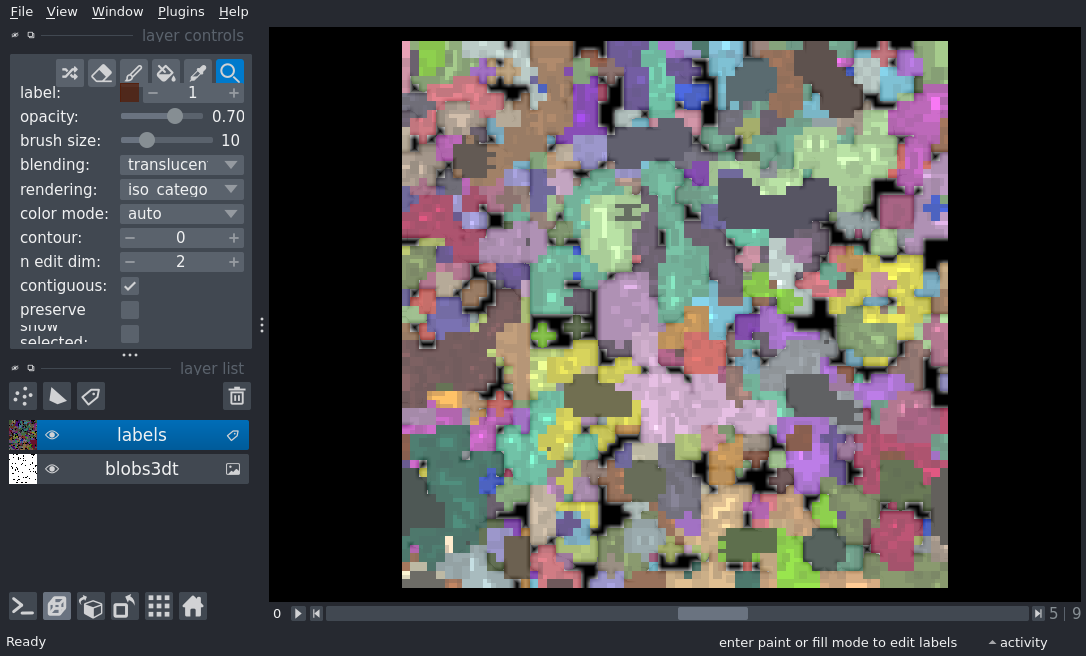 File View Window Plugins Help
layer controls
label: 1
opacity: 0.70
brush size: 10
blending: translucen
rendering: iso_catego
color mode: auto
contour: 0
n edit dim: 2
contiguous:
preserve
show
selected:
layer list
labels
blobs3dt
0 5 | 9
Ready enter paint or fill mode to edit labels activity